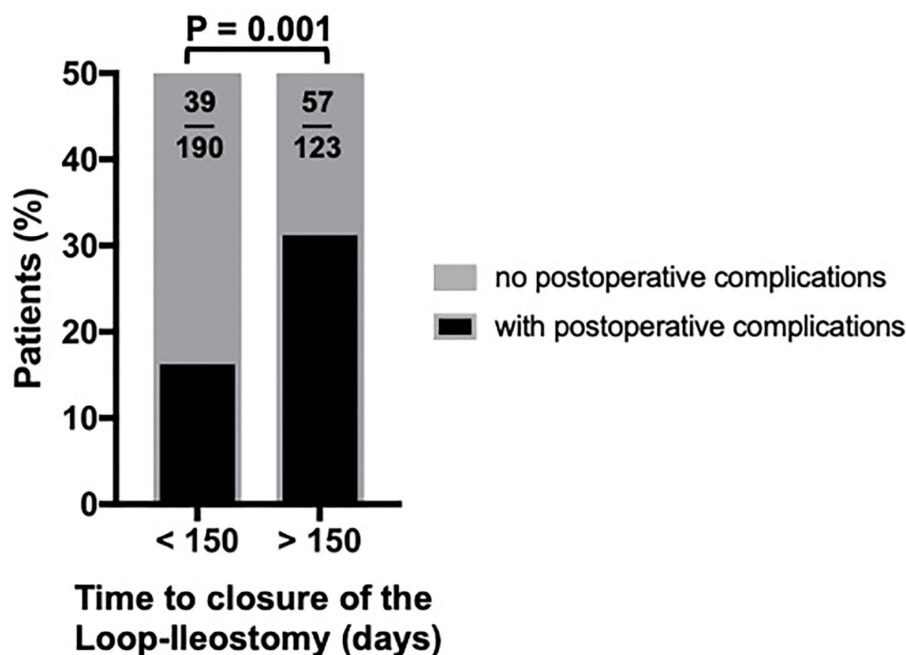 P = 0.001
50
40
30
20
10
0
Patients (%)
39
190
57
123
no postoperative complications
with postoperative complications
< 150
> 150
Time to closure of the
Loop-Ileostomy (days)